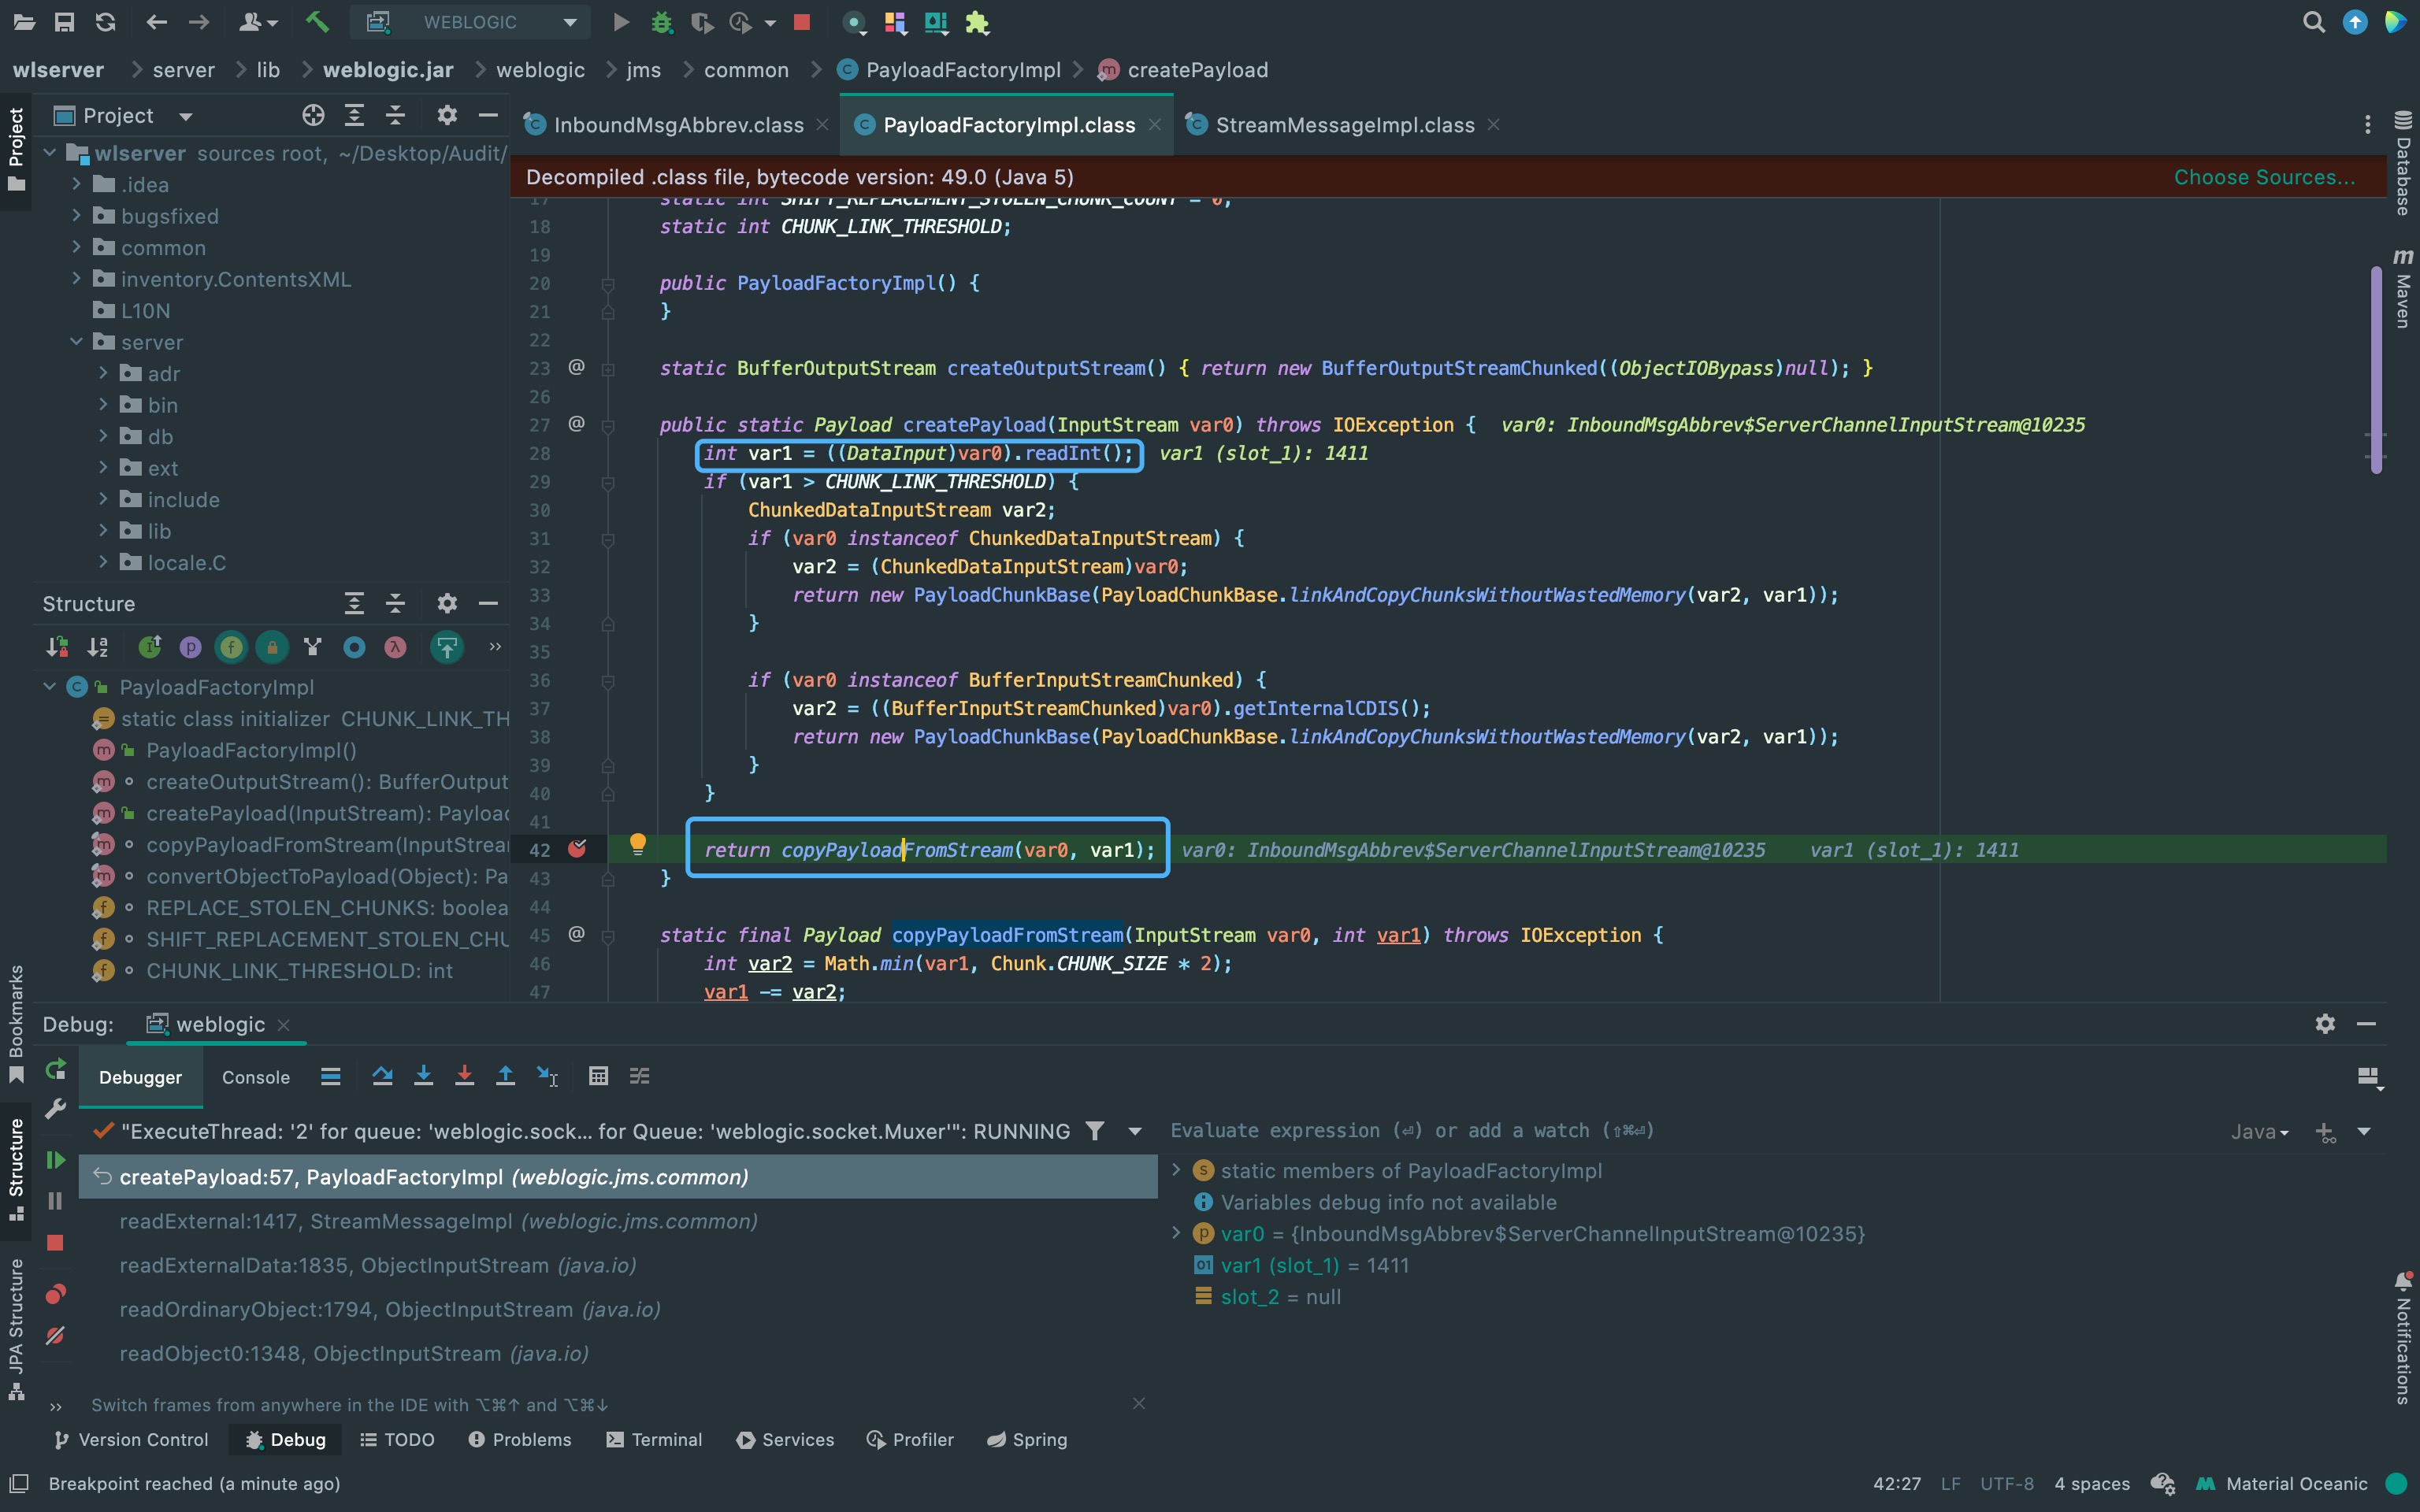 WEBLOGIC
wlserver server lib weblogic.jar weblogic jms common PayloadFactoryImpl createPayload
Project
Project
wlserver sources root, ~/Desktop/Audit/
.idea
bugsfixed
common
inventory.ContentsXML
L10N
server
adr
bin
db
ext
include
lib
locale.C
Structure
PayloadFactoryImpl
static class initializer CHUNK_LINK_TH
PayloadFactoryImpl()
createOutputStream(): BufferOutput
createPayload(InputStream): Payload
copyPayloadFromStream(InputStrea
convertObjectToPayload(Object): Pa
REPLACE_STOLEN_CHUNKS: boolea
SHIFT_REPLACEMENT_STOLEN_CHU
CHUNK_LINK_THRESHOLD: int
Bookmarks
Structure
JPA Structure
InboundMsgAbbrev.class PayloadFactoryImpl.class StreamMessageImpl.class
Decompiled .class file, bytecode version: 49.0 (Java 5) Choose Sources...
17 static int SHIFT_REPLACEMENT_STOLEN_CHUNK_COUNT = 0;
18 static int CHUNK_LINK_THRESHOLD;
19
20 public PayloadFactoryImpl() {
21 }
22
23 @ static BufferOutputStream createOutputStream() { return new BufferOutputStreamChunked((ObjectIOBypass)null); }
26
27 @ public static Payload createPayload(InputStream var0) throws IOException { var0: InboundMsgAbbrev$ServerChannelInputStream@10235
28 int var1 = ((DataInput)var0).readInt(); var1 (slot_1): 1411
29 if (var1 > CHUNK_LINK_THRESHOLD) {
30 ChunkedDataInputStream var2;
31 if (var0 instanceof ChunkedDataInputStream) {
32 var2 = (ChunkedDataInputStream)var0;
33 return new PayloadChunkBase(PayloadChunkBase.linkAndCopyChunksWithoutWastedMemory(var2, var1));
34 }
35
36 if (var0 instanceof BufferInputStreamChunked) {
37 var2 = ((BufferInputStreamChunked)var0).getInternalCDIS();
38 return new PayloadChunkBase(PayloadChunkBase.linkAndCopyChunksWithoutWastedMemory(var2, var1));
39 }
40 }
41
42 return copyPayloadFromStream(var0, var1); var0: InboundMsgAbbrev$ServerChannelInputStream@10235 var1 (slot_1): 1411
43 }
44
45 @ static final Payload copyPayloadFromStream(InputStream var0, int var1) throws IOException {
46 int var2 = Math.min(var1, Chunk.CHUNK_SIZE * 2);
47 var1 -= var2;
Database
Maven
Notifications
Debug: weblogic
Debugger Console
"ExecuteThread: '2' for queue: 'weblogic.sock... for Queue: 'weblogic.socket.Muxer'": RUNNING
createPayload:57, PayloadFactoryImpl (weblogic.jms.common)
readExternal:1417, StreamMessageImpl (weblogic.jms.common)
readExternalData:1835, ObjectInputStream (java.io)
readOrdinaryObject:1794, ObjectInputStream (java.io)
readObject0:1348, ObjectInputStream (java.io)
Switch frames from anywhere in the IDE with ⌥⌘↑ and ⌥⌘↓
Evaluate expression (⏎) or add a watch (⇧⌘⏎) Java
static members of PayloadFactoryImpl
Variables debug info not available
var0 = {InboundMsgAbbrev$ServerChannelInputStream@10235}
var1 (slot_1) = 1411
slot_2 = null
Version Control Debug TODO Problems Terminal Services Profiler Spring
Breakpoint reached (a minute ago) 42:27 LF UTF-8 4 spaces Material Oceanic